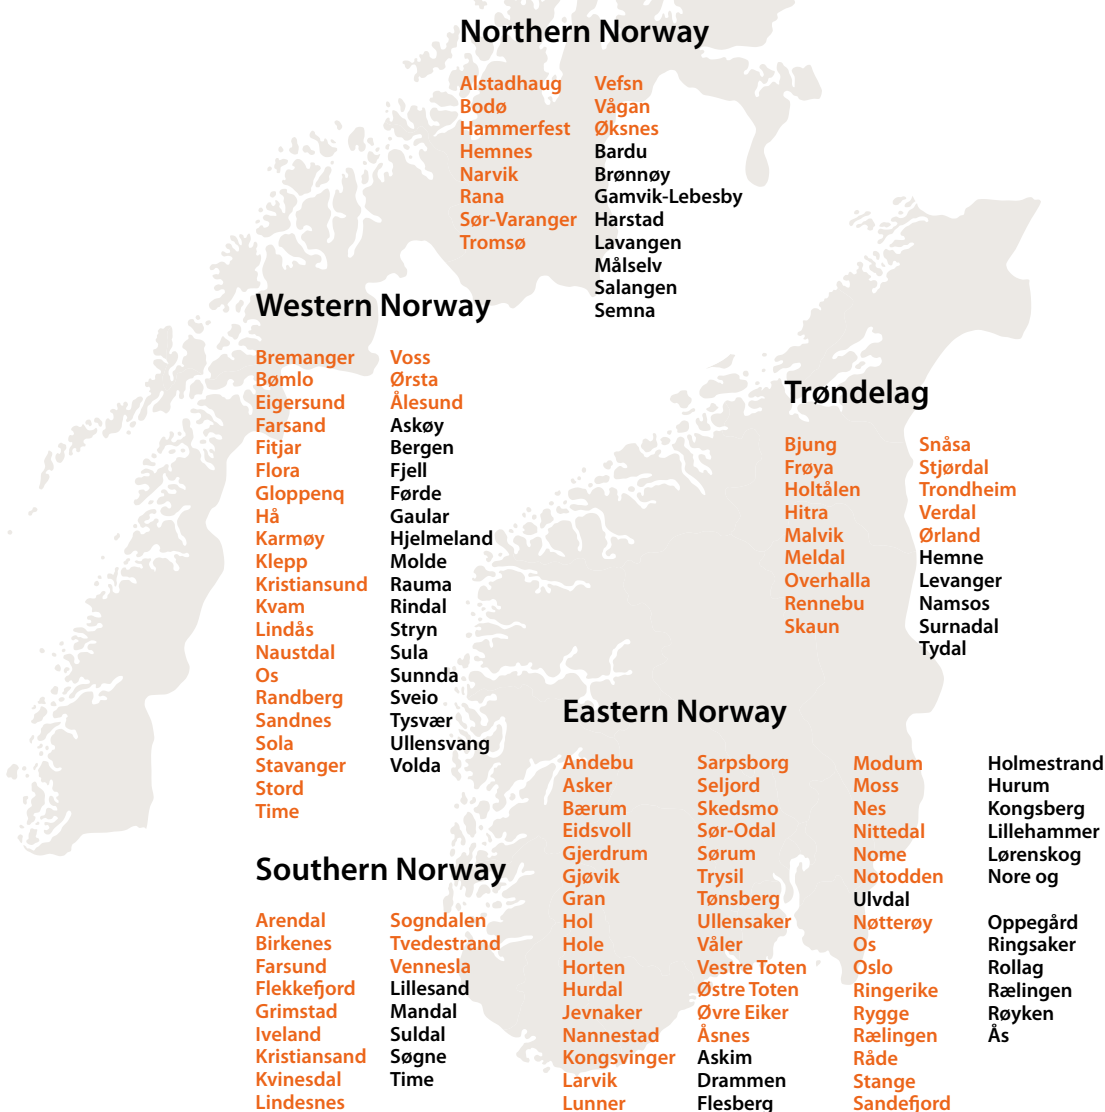 Northern Norway
Alstadhaug
Bodø
Hammerfest
Hemnes
Narvik
Rana
Sør-Varanger
Tromsø
Vefsn
Vågan
Øksnes
Bardu
Brønnøy
Gamvik-Lebesby
Harstad
Lavangen
Målselv
Salangen
Semna
Western Norway
Bremanger
Bømlo
Eigersund
Farsand
Fitjar
Flora
Gloppenq
Hå
Karmøy
Klepp
Kristiansund
Kvam
Lindås
Naustdal
Os
Randberg
Sandnes
Sola
Stavanger
Stord
Time
Voss
Ørsta
Ålesund
Askøy
Bergen
Fjell
Førde
Gaular
Hjelmeland
Molde
Rauma
Rindal
Stryn
Sula
Sunnda
Sveio
Tysvær
Ullensvang
Volda
Trøndelag
Bjung
Frøya
Holtålen
Hitra
Malvik
Meldal
Overhalla
Rennebu
Skaun
Snåsa
Stjørdal
Trondheim
Verdal
Ørland
Hemne
Levanger
Namsos
Surnadal
Tydal
Eastern Norway
Andebu
Asker
Bærum
Eidsvoll
Gjerdrum
Gjøvik
Gran
Hol
Hole
Horten
Hurdal
Jevnaker
Nannestad
Kongsvinger
Larvik
Lunner
Sarpsborg
Seljord
Skedsmo
Sør-Odal
Sørum
Trysil
Tønsberg
Ullensaker
Våler
Vestre Toten
Østre Toten
Øvre Eiker
Åsnes
Askim
Drammen
Flesberg
Modum
Moss
Nes
Nittedal
Nome
Notodden
Ulvdal
Nøtterøy
Os
Oslo
Ringerike
Rygge
Rælingen
Råde
Stange
Sandefjord
Holmestrand
Hurum
Kongsberg
Lillehammer
Lørenskog
Nore og
Oppegård
Ringsaker
Rollag
Rælingen
Røyken
Ås
Southern Norway
Arendal
Birkenes
Farsund
Flekkefjord
Grimstad
Iveland
Kristiansand
Kvinesdal
Lindesnes
Sogndalen
Tvedestrand
Vennesla
Lillesand
Mandal
Suldal
Søgne
Time